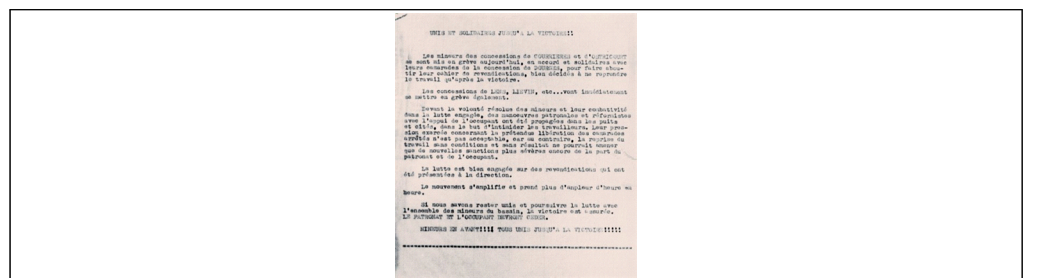 UNIS ET SOLIDAIRES JUSQU'A LA VICTOIRE!!
Les mineurs des concessions de COURRIERES et d'OSTRICOURT
se sont mis en grève aujourd'hui, en accord et solidaires avec
leurs camarades de la concession de DOURGES, pour faire abou-
tir leur cahier de revendications, bien décidés à ne reprendre
le travail qu'après la victoire.
Les concessions de LENS, LIEVIN, etc...vont immédiatement
se mettre en grève également.
Devant la volonté résolue des mineurs et leur combattivité
dans la lutte engagée, des manoeuvres patronales et réformistes
avec l'appui de l'occupant ont été propagées dans les puits
et cités, dans le but d'intimider les travailleurs. Leur pres-
sion exercée concernant la prétendue libération des camarades
arrêtés n'est pas acceptable, car au contraire, la reprise du
travail sans conditions et sans résultat ne pourrait amener
que de nouvelles sanctions plus sévères encore de la part du
patronat et de l'occupant.
La lutte est bien engagée sur des revendications qui ont
été présentées à la direction.
Le mouvement s'amplifie et prend plus d'ampleur d'heure en
heure.
Si nous savons rester unis et poursuivre la lutte avec
l'ensemble des mineurs du bassin, la victoire est assurée.
LE PATRONAT ET L'OCCUPANT DEVRONT CEDER.
MINEURS EN AVANT!!!! TOUS UNIS JUSQU'A LA VICTOIRE!!!!!